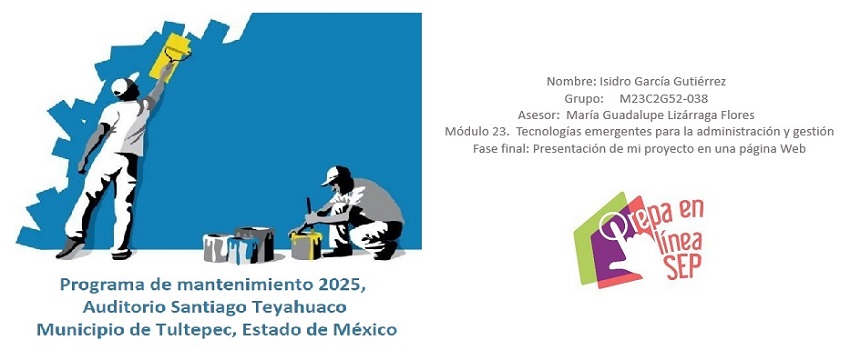 Programa de mantenimiento 2025,
Auditorio Santiago Teyahuaco
Municipio de Tultepec, Estado de México
Nombre: Isidro García Gutiérrez
Grupo: M23C2G52-038
Asesor: María Guadalupe Lizárraga Flores
Módulo 23. Tecnologías emergentes para la administración y gestión
Fase final: Presentación de mi proyecto en una página Web
Prepa en
línea
SEP